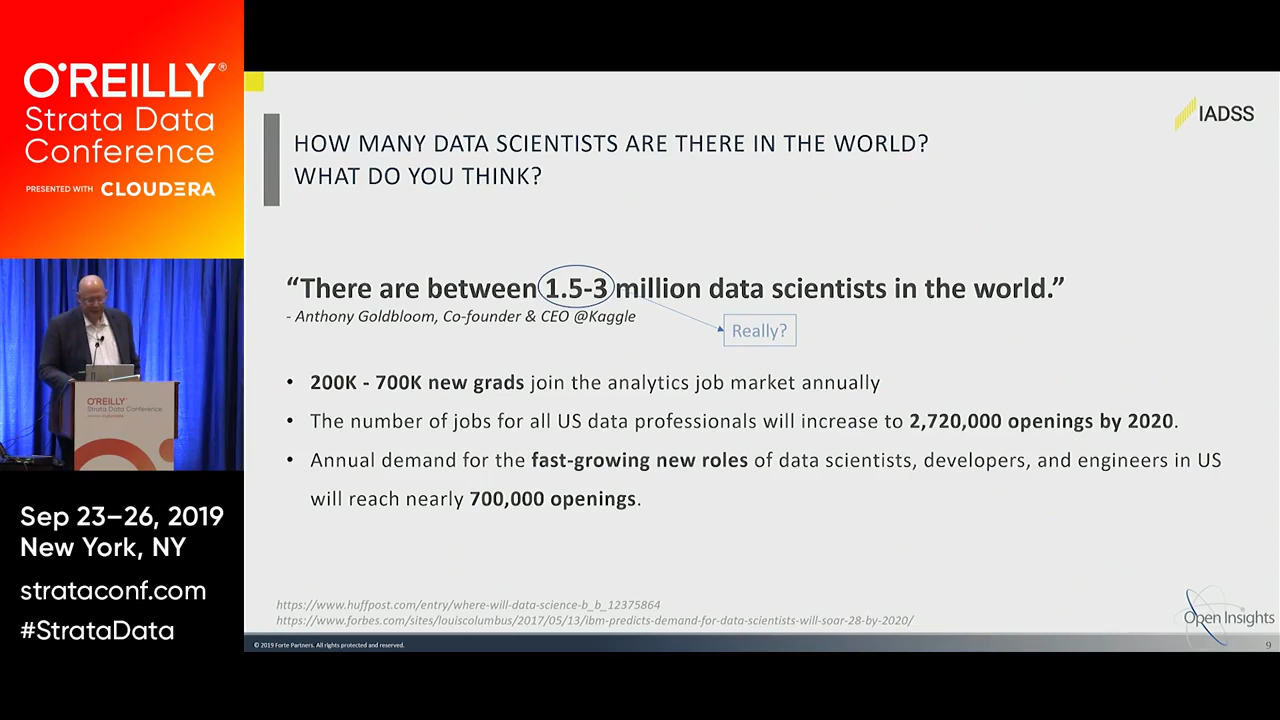 O'REILLY®
Strata Data
Conference
PRESENTED WITH CLOUDERA
IADSS
HOW MANY DATA SCIENTISTS ARE THERE IN THE WORLD?
WHAT DO YOU THINK?
“There are between 1.5-3 million data scientists in the world.”
- Anthony Goldbloom, Co-founder & CEO @Kaggle
Really?
• 200K - 700K new grads join the analytics job market annually
• The number of jobs for all US data professionals will increase to 2,720,000 openings by 2020.
• Annual demand for the fast-growing new roles of data scientists, developers, and engineers in US
will reach nearly 700,000 openings.
O'REILLY
Strata Data Conference
Sep 23–26, 2019
New York, NY
strataconf.com
#StrataData
https://www.huffpost.com/entry/where-will-data-science-b_b_12375864
https://www.forbes.com/sites/louiscolumbus/2017/05/13/ibm-predicts-demand-for-data-scientists-will-soar-28-by-2020/
Open Insights
© 2019 Forte Partners. All rights protected and reserved.
9